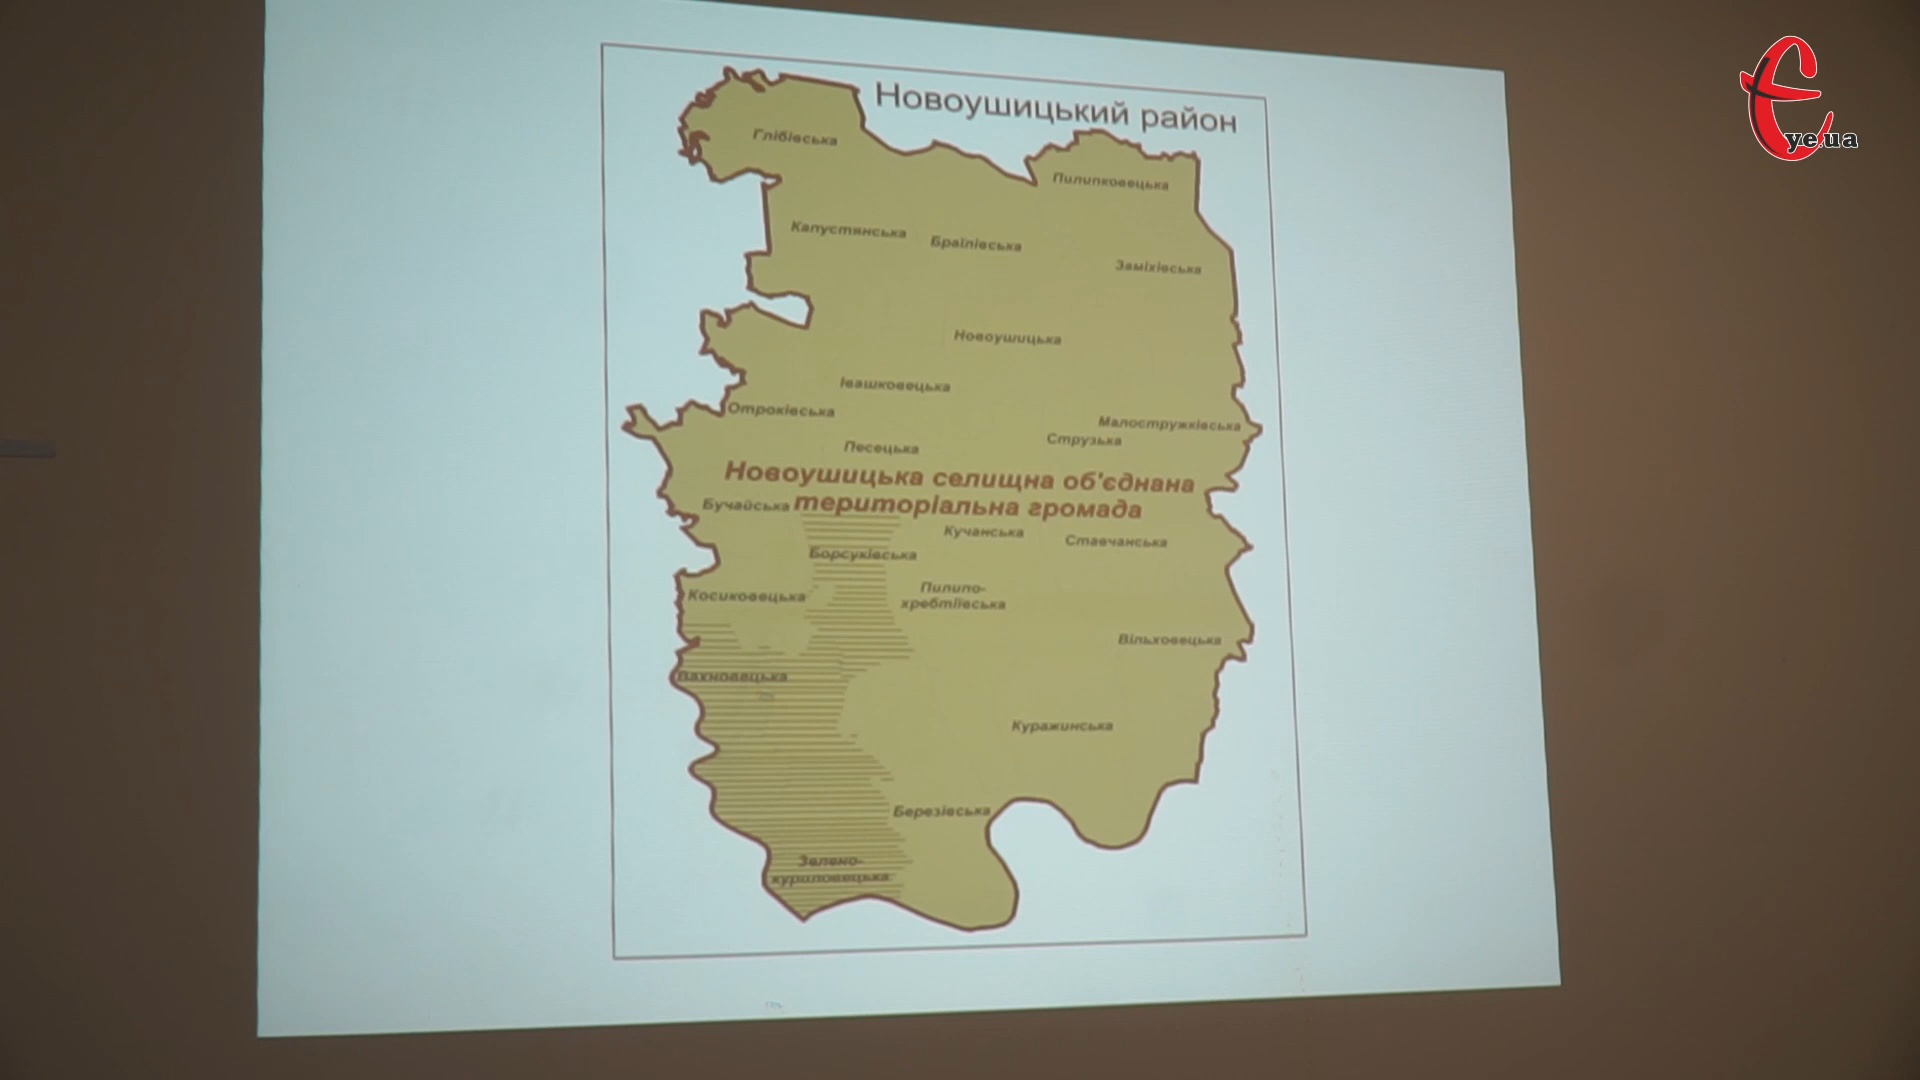 Новоушицький район
Глібівська
Пилипковецька
Капустянська
Браїлівська
Заміхівська
Новоушицька
Івашковецька
Отроківська
Малостружківська
Струзька
Песецька
Новоушицька селищна об'єднана
територіальна громада
Бучайська
Кучанська
Ставчанська
Борсуківська
Косиковецька
Пилипо-
хребтіївська
Вільховецька
Вахновецька
Куражинська
Березівська
Зелено-
куриловецька
ye.ua